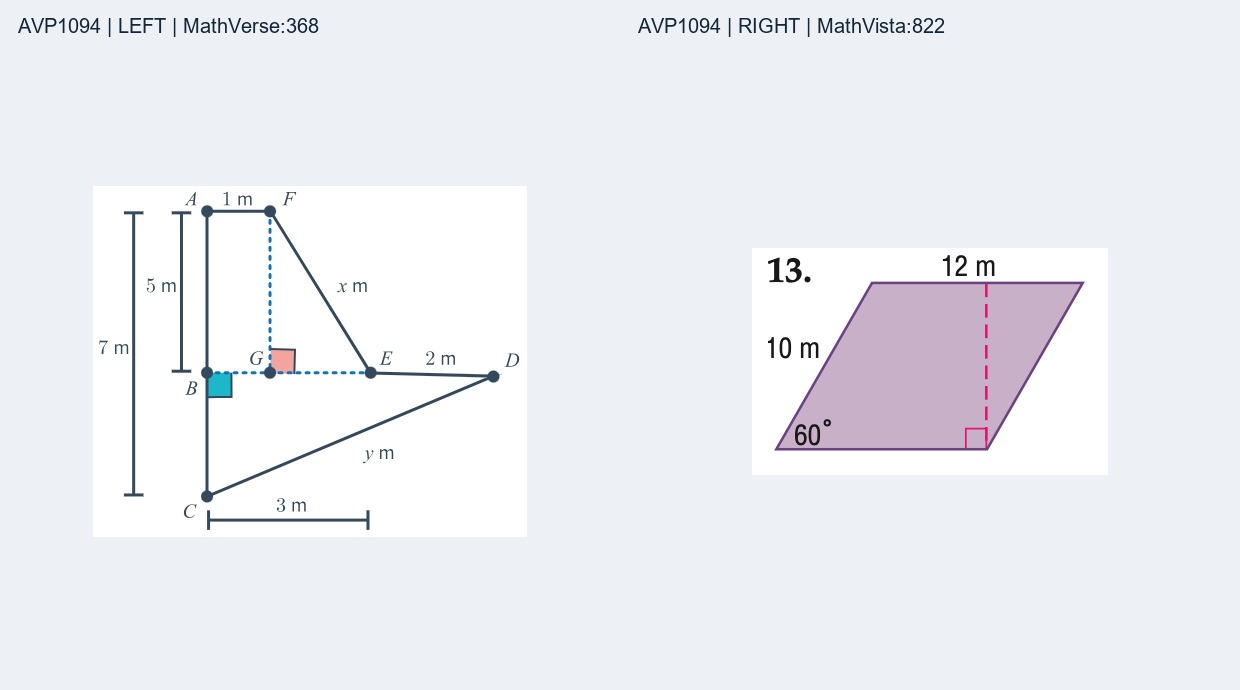 AVP1094 | LEFT | MathVerse:368
AVP1094 | RIGHT | MathVista:822
A 1 m F
5 m
x m
7 m
G E 2 m D
B
y m
C 3 m
13. 12 m
10 m
60°